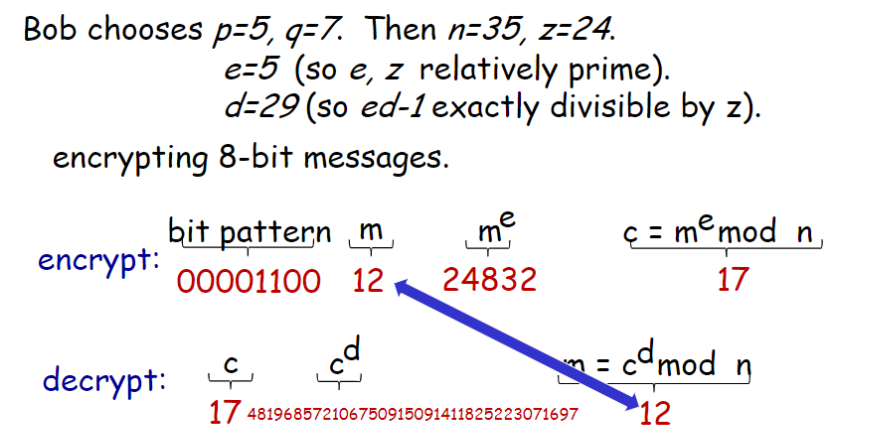 Bob chooses p=5, q=7. Then n=35, z=24.
e=5 (so e, z relatively prime).
d=29 (so ed-1 exactly divisible by z).
encrypting 8-bit messages.
bit pattern m m^e c = m^e mod n
encrypt: 00001100 12 24832 17
c c^d m = c^d mod n
decrypt: 17 481968572106750915091411825223071697 12